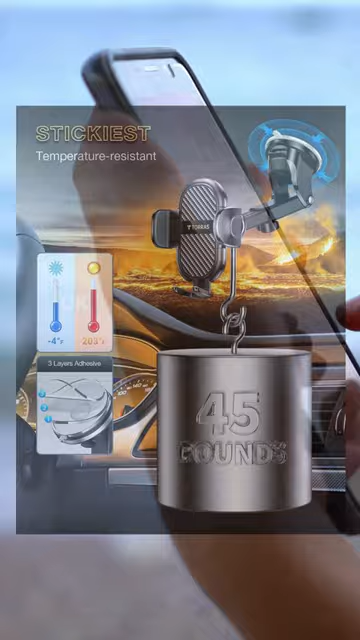 STICKIEST
Temperature-resistant
TORRAS
-4°F
203°F
3 Layers Adhesive
45
POUNDS